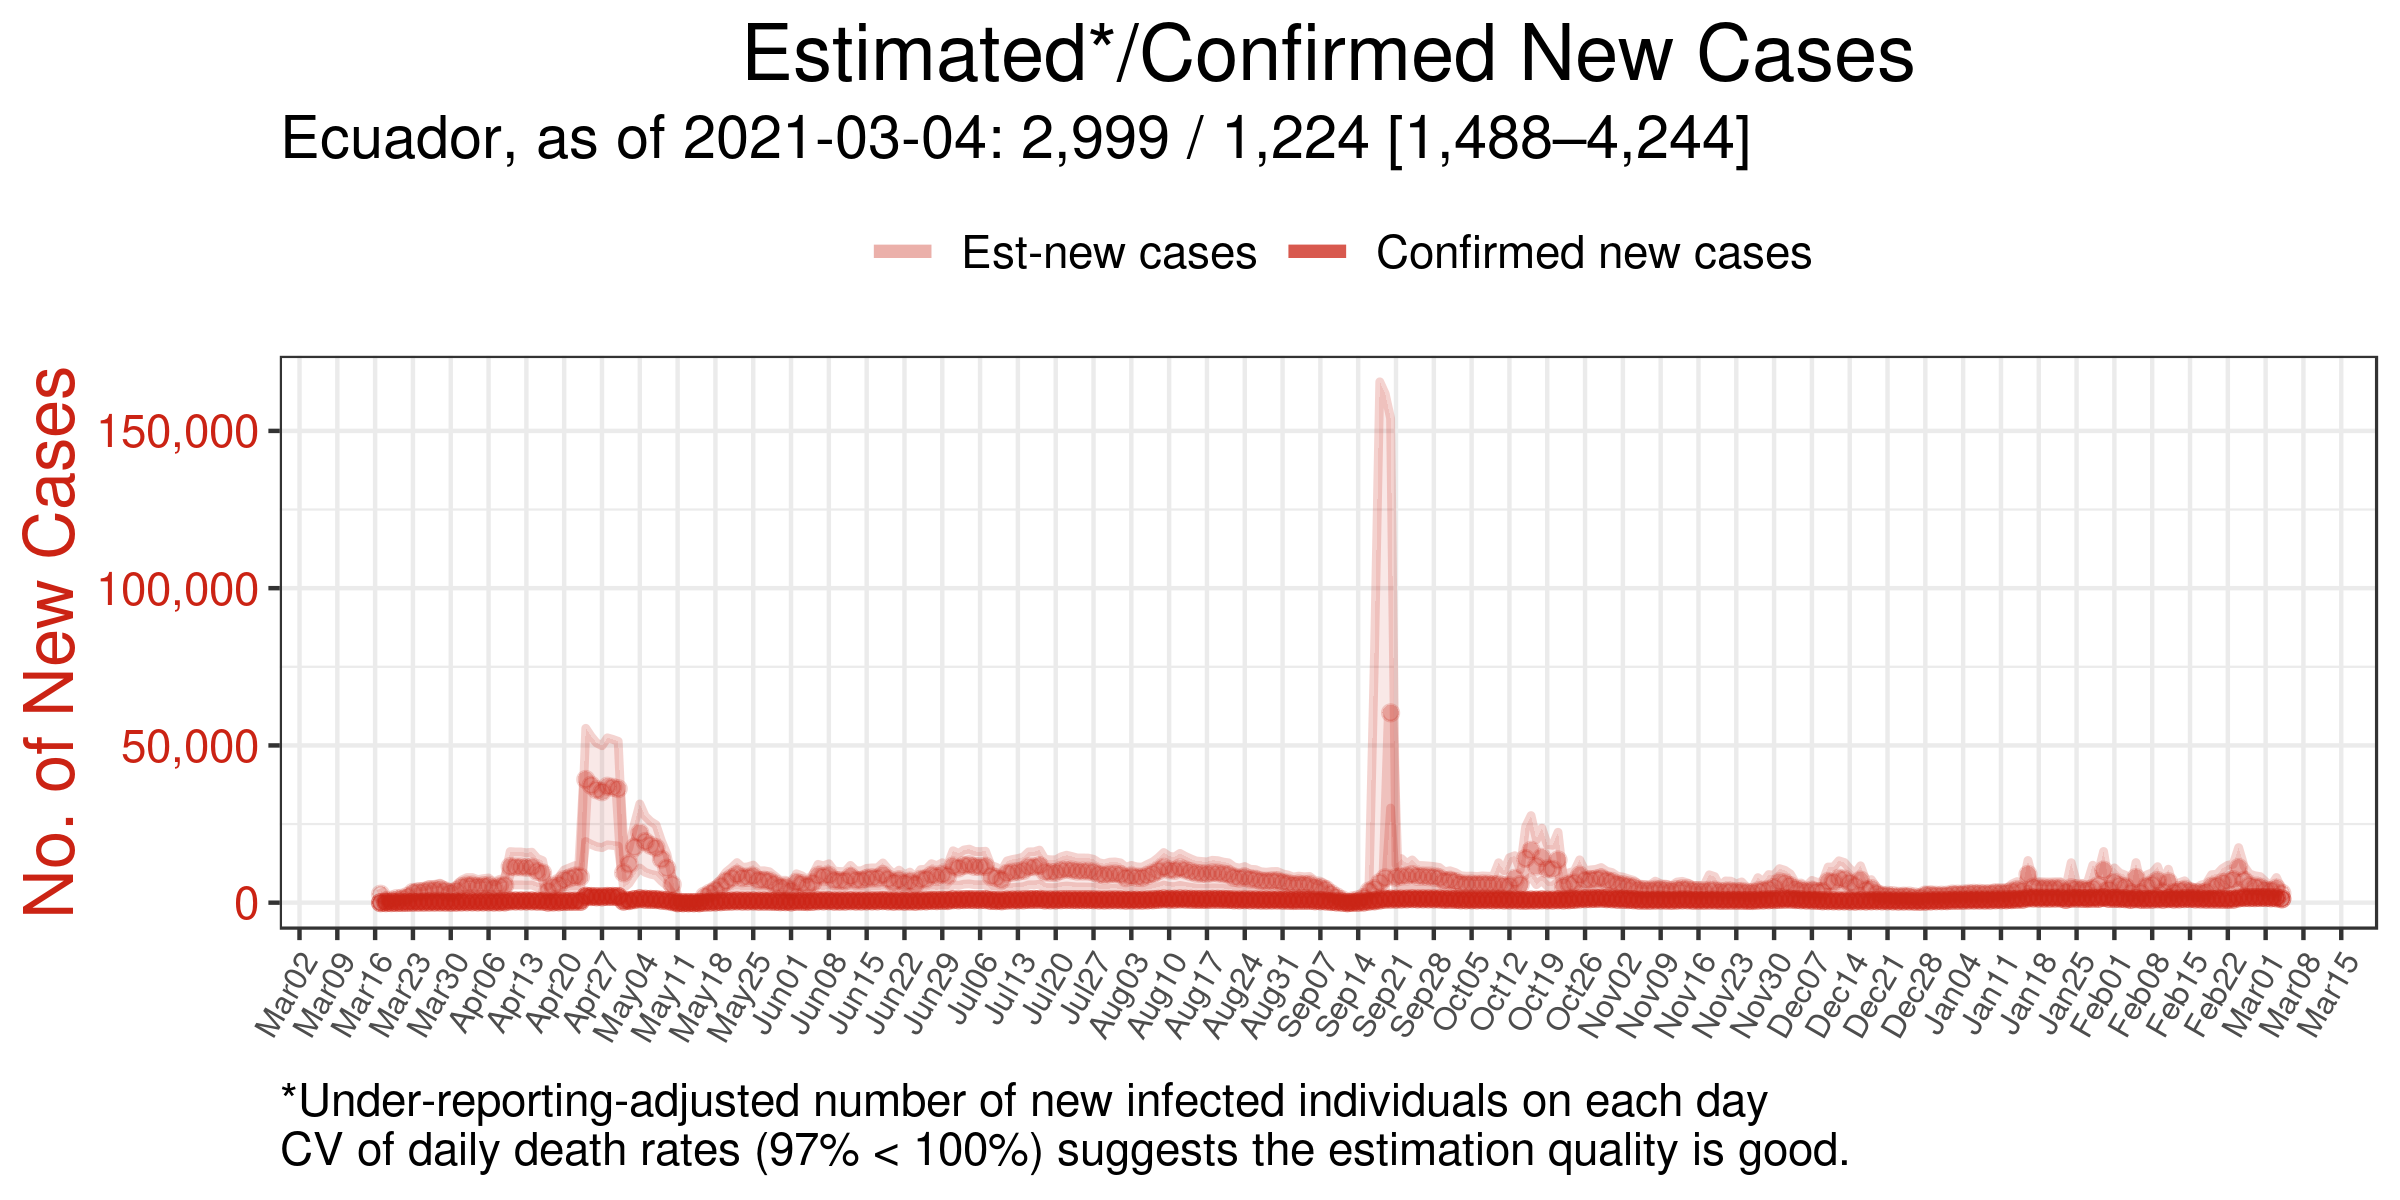 Estimated*/Confirmed New Cases
Ecuador, as of 2021-03-04: 2,999 / 1,224 [1,488–4,244]
Est-new cases
Confirmed new cases
No. of New Cases
150,000
100,000
50,000
0
Mar02
Mar09
Mar16
Mar23
Mar30
Apr06
Apr13
Apr20
Apr27
May04
May11
May18
May25
Jun01
Jun08
Jun15
Jun22
Jun29
Jul06
Jul13
Jul20
Jul27
Aug03
Aug10
Aug17
Aug24
Aug31
Sep07
Sep14
Sep21
Sep28
Oct05
Oct12
Oct19
Oct26
Nov02
Nov09
Nov16
Nov23
Nov30
Dec07
Dec14
Dec21
Dec28
Jan04
Jan11
Jan18
Jan25
Feb01
Feb08
Feb15
Feb22
Mar01
Mar08
Mar15
*Under-reporting-adjusted number of new infected individuals on each day
CV of daily death rates (97% < 100%) suggests the estimation quality is good.